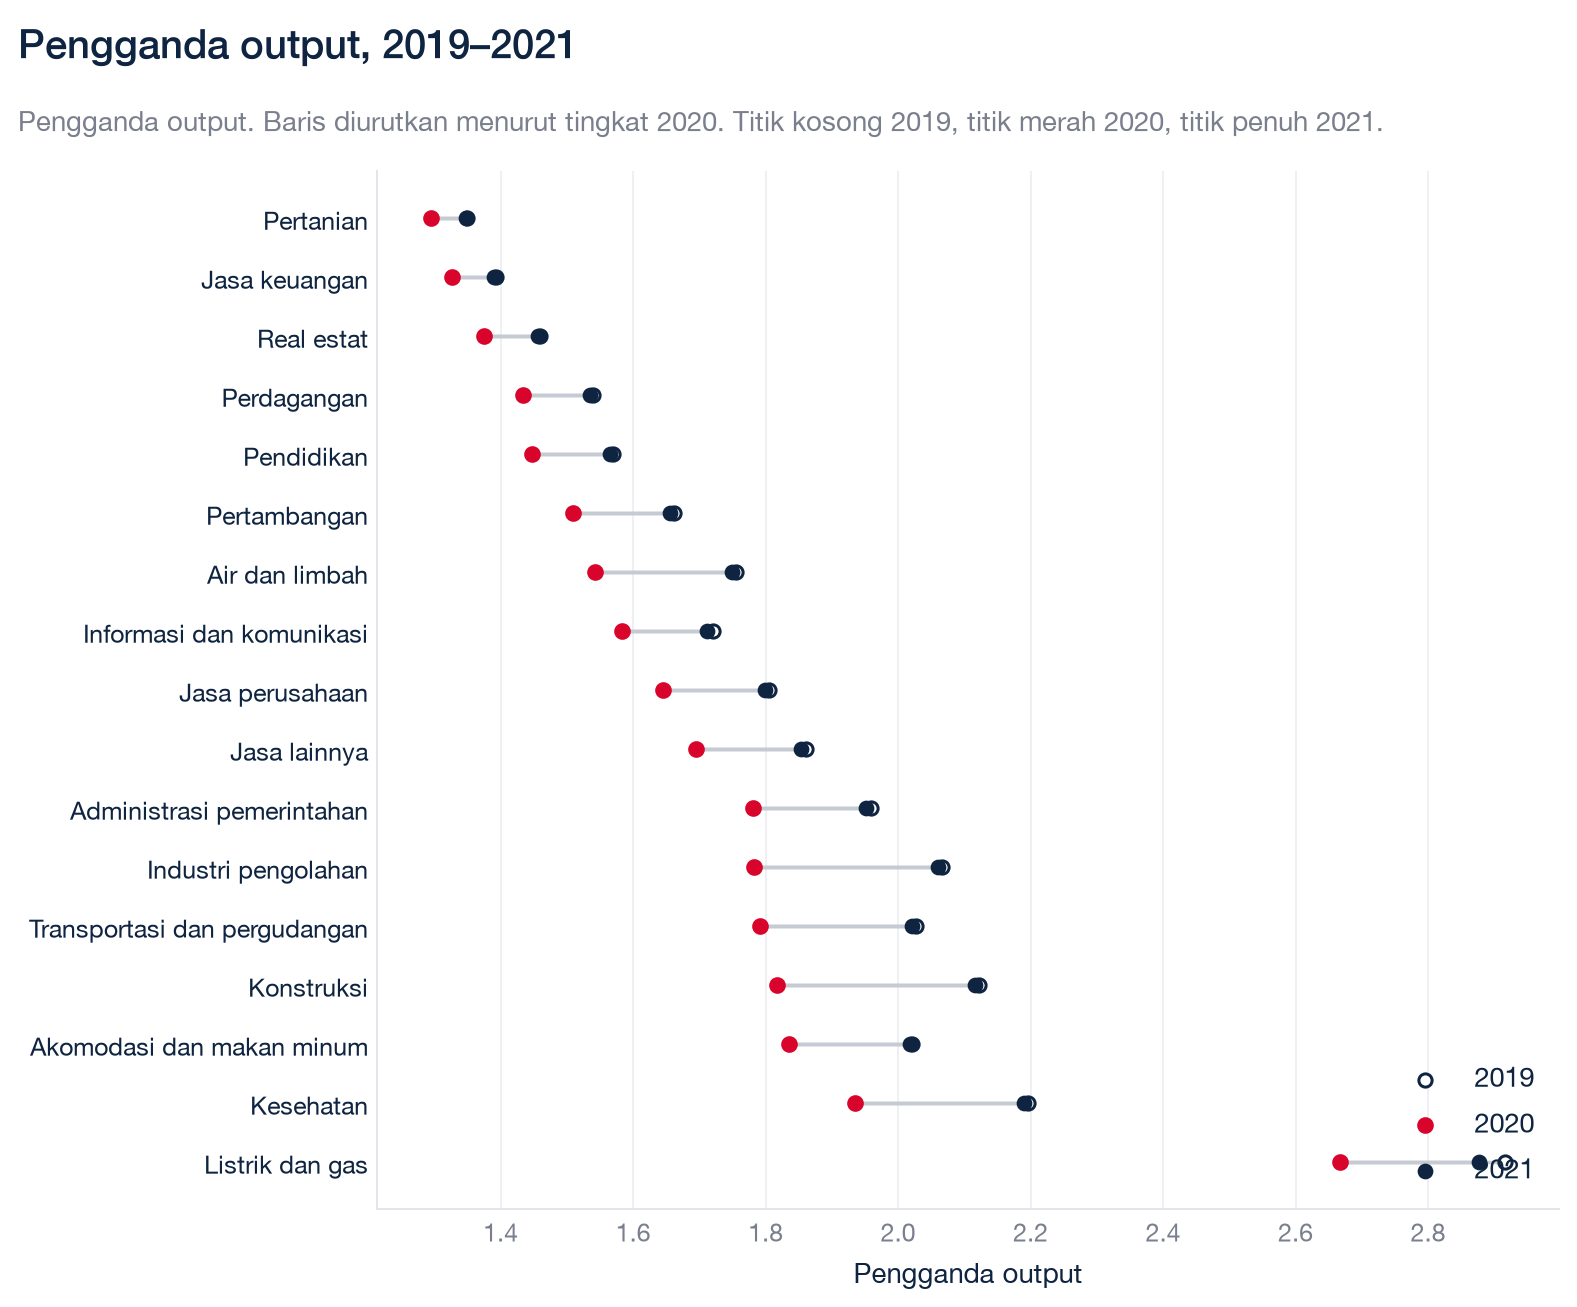 Pengganda output, 2019–2021
Pengganda output. Baris diurutkan menurut tingkat 2020. Titik kosong 2019, titik merah 2020, titik penuh 2021.
Pertanian
Jasa keuangan
Real estat
Perdagangan
Pendidikan
Pertambangan
Air dan limbah
Informasi dan komunikasi
Jasa perusahaan
Jasa lainnya
Administrasi pemerintahan
Industri pengolahan
Transportasi dan pergudangan
Konstruksi
Akomodasi dan makan minum
Kesehatan
Listrik dan gas
2019
2020
2021
1.4 1.6 1.8 2.0 2.2 2.4 2.6 2.8
Pengganda output